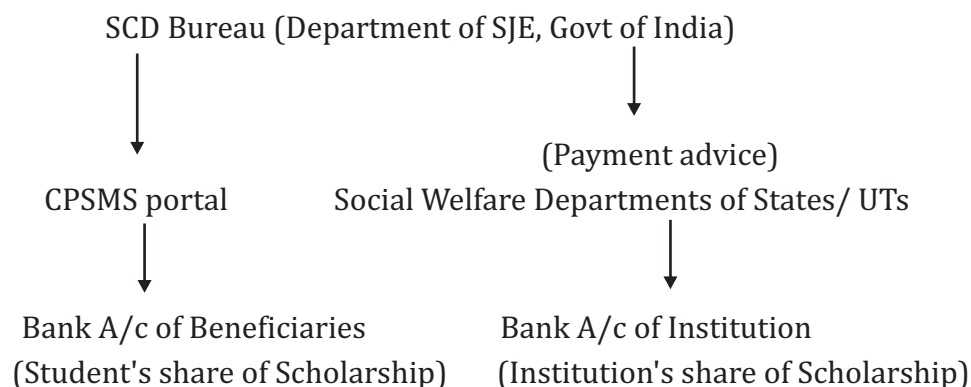 SCD Bureau (Department of SJE, Govt of India)
(Payment advice)
CPSMS portal
Social Welfare Departments of States/ UTs
Bank A/c of Beneficiaries
(Student's share of Scholarship)
Bank A/c of Institution
(Institution's share of Scholarship)